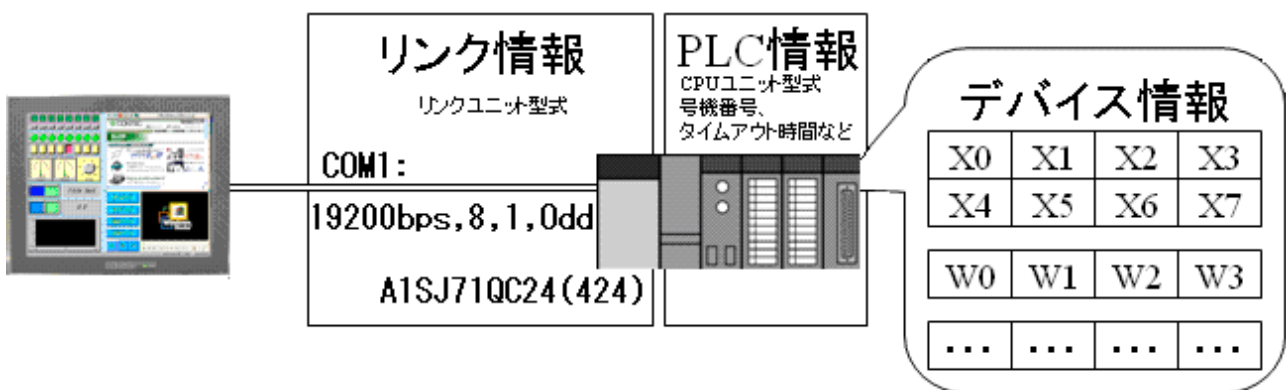 リンク情報
リンクユニット型式
COM1:
19200bps,8,1,Odd
A1SJ71QC24(424)
PLC情報
CPUユニット型式
号機番号、
タイムアウト時間など
デバイス情報
X0 X1 X2 X3
X4 X5 X6 X7
W0 W1 W2 W3
... ... ... ...